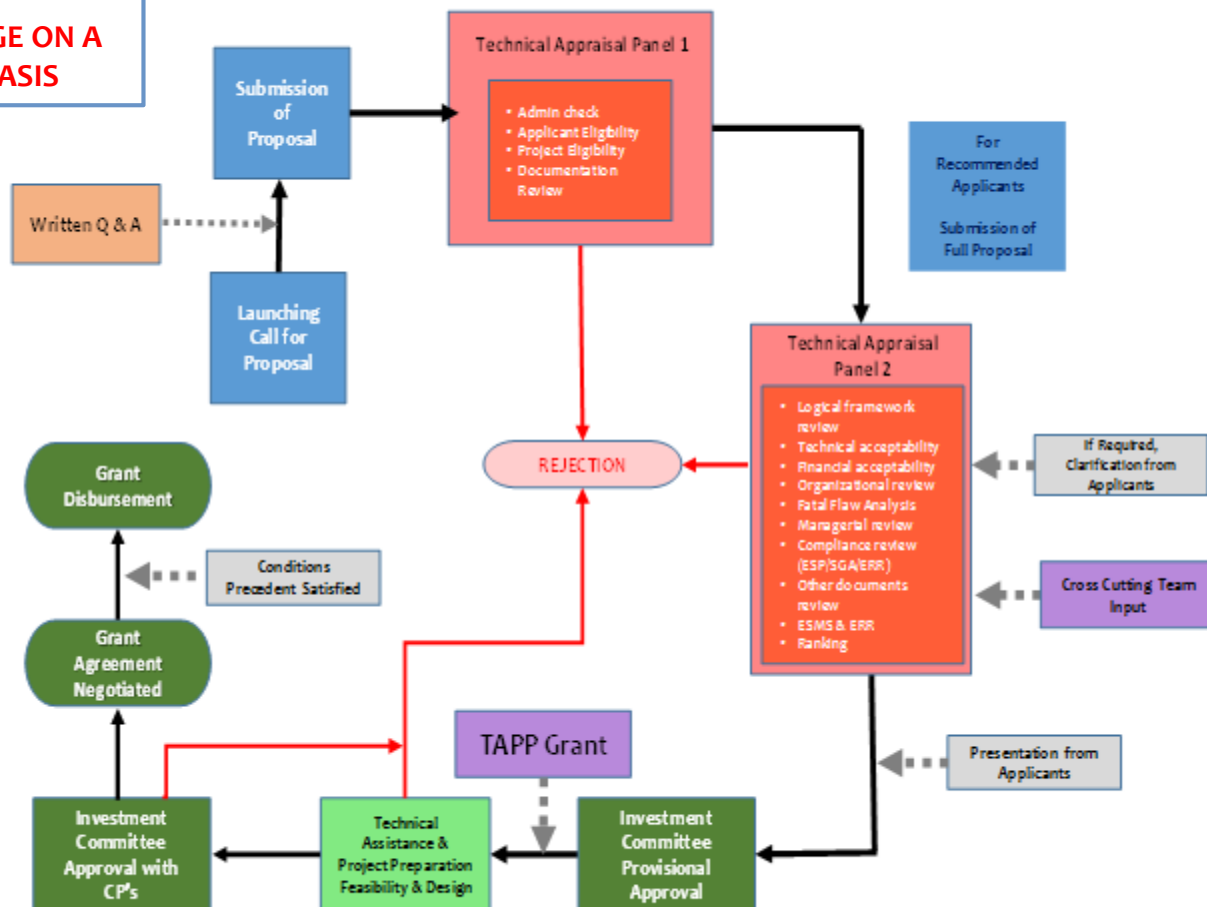 GE ON A
ASIS
Submission
of
Proposal
Written Q & A
Launching
Call for
Proposal
Technical Appraisal Panel 1
• Admin check
• Applicant Eligibility
• Project Eligibility
• Documentation
Review
For
Recommended
Applicants
Submission of
Full Proposal
Technical Appraisal
Panel 2
• Logical framework
review
• Technical acceptability
• Financial acceptability
• Organizational review
• Fatal Flaw Analysis
• Managerial review
• Compliance review
(ESP/SGA/ERR)
• Other documents
review
• ESMS & ERR
• Ranking
If Required,
Clarification from
Applicants
Cross Cutting Team
Input
REJECTION
Grant
Disbursement
Conditions
Precedent Satisfied
Grant
Agreement
Negotiated
TAPP Grant
Presentation from
Applicants
Investment
Committee
Approval with
CP's
Technical
Assistance &
Project Preparation
Feasibility & Design
Investment
Committee
Provisional
Approval